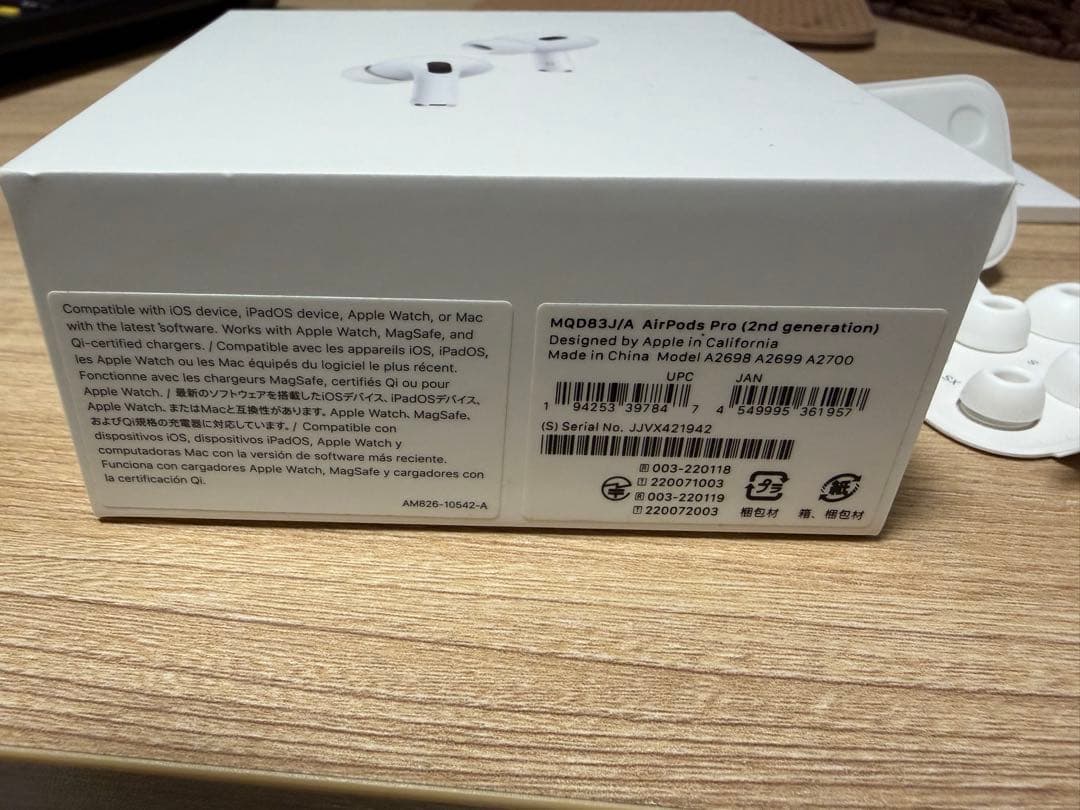 Compatible with iOS device, iPadOS device, Apple Watch, or Mac
with the latest software. Works with Apple Watch, MagSafe, and
Qi-certified chargers. / Compatible avec les appareils iOS, iPadOS,
les Apple Watch ou les Mac équipés du logiciel le plus récent.
Fonctionne avec les chargeurs MagSafe, certifiés Qi ou pour
Apple Watch. / 最新のソフトウェアを搭載したiOSデバイス、iPadOSデバイス、
Apple Watch、またはMacと互換性があります。Apple Watch、MagSafe、
およびQi規格の充電器に対応しています。/ Compatible con
dispositivos iOS, dispositivos iPadOS, Apple Watch y
computadoras Mac con la versión de software más reciente.
Funciona con cargadores Apple Watch, MagSafe y cargadores con
la certificación Qi.
AM826-10542-A
MQD83J/A AirPods Pro (2nd generation)
Designed by Apple in California
Made in China Model A2698 A2699 A2700
UPC JAN
1 94253 39784 7 4 549995 361957
(S) Serial No. JJVX421942
R 003-220118
T 220071003
R 003-220119
T 220072003
プラ 紙
梱包材 箱、梱包材
XS S